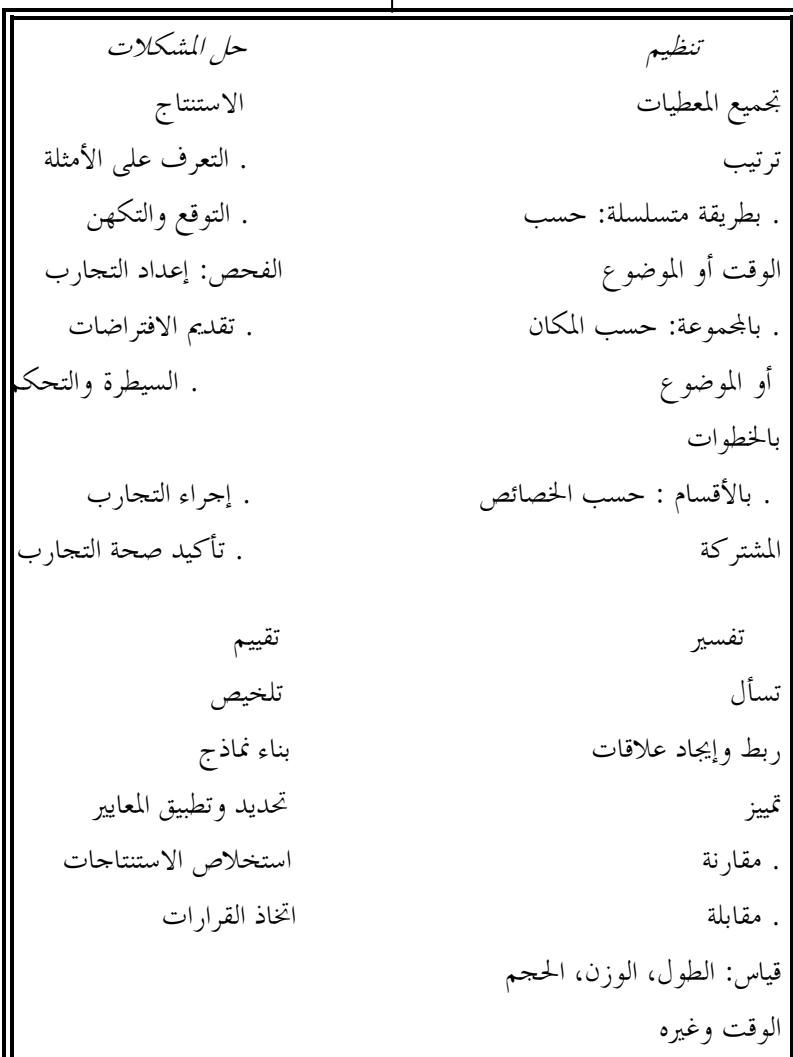 تنظيم حل المشكلات
تجميع المعطيات الاستنتاج
ترتيب . التعرف على الأمثلة
. بطريقة متسلسلة: حسب . التوقع والتكهن
الوقت أو الموضوع الفحص: إعداد التجارب
. بالمجموعة: حسب المكان . تقديم الافتراضات
أو الموضوع . السيطرة والتحكم
بالخطوات
. بالأقسام : حسب الخصائص . إجراء التجارب
المشتركة . تأكيد صحة التجارب
تفسير تقييم
تسأل تلخيص
ربط وإيجاد علاقات بناء نماذج
تمييز تحديد وتطبيق المعايير
. مقارنة استخلاص الاستنتاجات
. مقابلة اتخاذ القرارات
قياس: الطول، الوزن، الحجم
الوقت وغيره